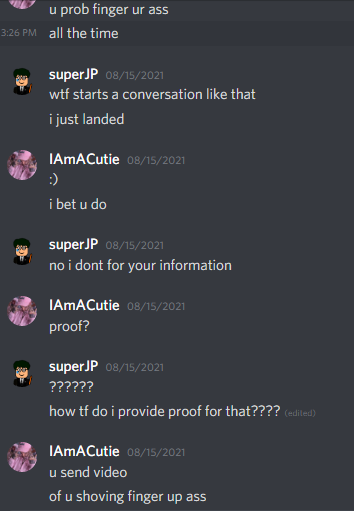 u prob finger ur ass
3:26 PM all the time
superJP 08/15/2021
wtf starts a conversation like that
i just landed
IAmACutie 08/15/2021
:)
i bet u do
superJP 08/15/2021
no i dont for your information
IAmACutie 08/15/2021
proof?
superJP 08/15/2021
??????
how tf do i provide proof for that???? (edited)
IAmACutie 08/15/2021
u send video
of u shoving finger up ass